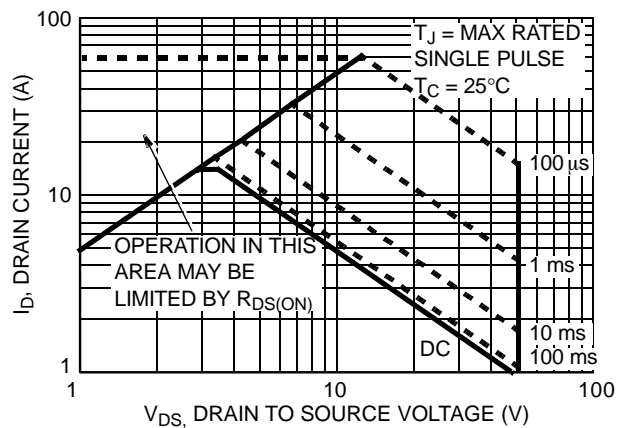 100
T_J = MAX RATED
SINGLE PULSE
T_C = 25°C
100 µs
10
OPERATION IN THIS
AREA MAY BE
LIMITED BY R_DS(ON)
1 ms
10 ms
DC
100 ms
1
1
10
100
I_D, DRAIN CURRENT (A)
V_DS, DRAIN TO SOURCE VOLTAGE (V)